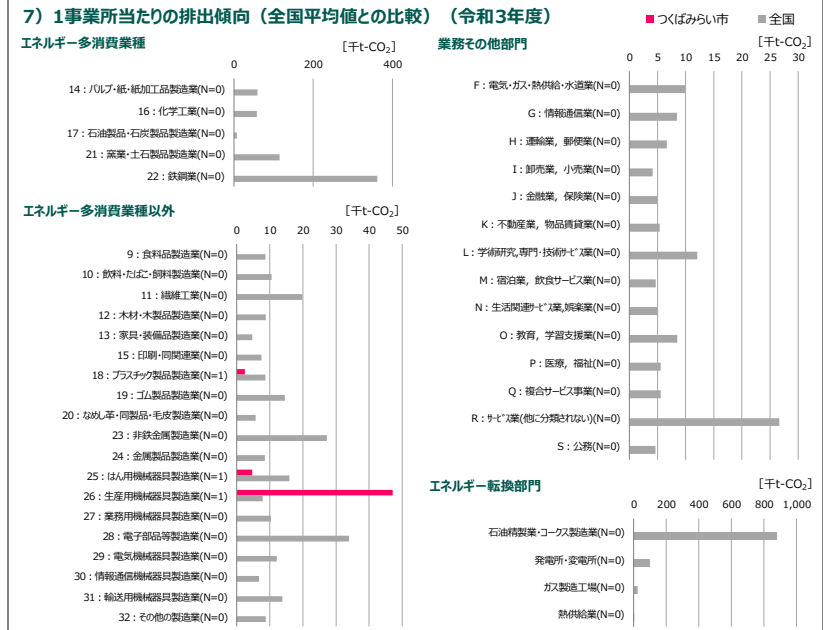 7）1事業所当たりの排出傾向（全国平均値との比較）（令和3年度）
■つくばみらい市 ■全国
エネルギー多消費業種
[千t-CO₂]
0 200 400
14：パルプ・紙・紙加工品製造業(N=0)
16：化学工業(N=0)
17：石油製品・石炭製品製造業(N=0)
21：窯業・土石製品製造業(N=0)
22：鉄鋼業(N=0)
エネルギー多消費業種以外
[千t-CO₂]
0 10 20 30 40 50
9：食料品製造業(N=0)
10：飲料・たばこ・飼料製造業(N=0)
11：繊維工業(N=0)
12：木材・木製品製造業(N=0)
13：家具・装備品製造業(N=0)
15：印刷・同関連業(N=0)
18：プラスチック製品製造業(N=1)
19：ゴム製品製造業(N=0)
20：なめし革・同製品・毛皮製造業(N=0)
23：非鉄金属製造業(N=0)
24：金属製品製造業(N=0)
25：はん用機械器具製造業(N=1)
26：生産用機械器具製造業(N=1)
27：業務用機械器具製造業(N=0)
28：電子部品等製造業(N=0)
29：電気機械器具製造業(N=0)
30：情報通信機械器具製造業(N=0)
31：輸送用機械器具製造業(N=0)
32：その他の製造業(N=0)
業務その他部門
[千t-CO₂]
0 5 10 15 20 25 30
F：電気・ガス・熱供給・水道業(N=0)
G：情報通信業(N=0)
H：運輸業，郵便業(N=0)
I：卸売業，小売業(N=0)
J：金融業，保険業(N=0)
K：不動産業，物品賃貸業(N=0)
L：学術研究,専門・技術ｻｰﾋﾞｽ業(N=0)
M：宿泊業，飲食サービス業(N=0)
N：生活関連ｻｰﾋﾞｽ業,娯楽業(N=0)
O：教育，学習支援業(N=0)
P：医療，福祉(N=0)
Q：複合サービス事業(N=0)
R：ｻｰﾋﾞｽ業(他に分類されない)(N=0)
S：公務(N=0)
エネルギー転換部門
[千t-CO₂]
0 200 400 600 800 1,000
石油精製業・コークス製造業(N=0)
発電所・変電所(N=0)
ガス製造工場(N=0)
熱供給業(N=0)